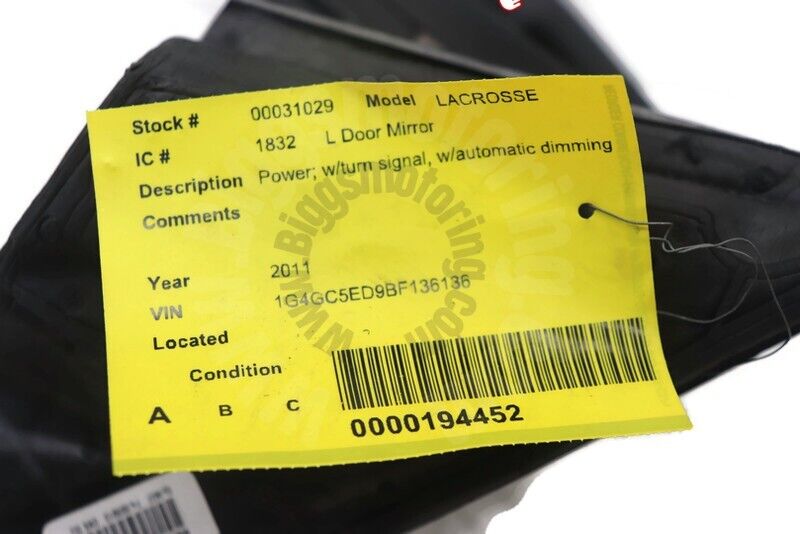 Stock # 00031029 Model LACROSSE
IC # 1832 L Door Mirror
Description Power; w/turn signal, w/automatic dimming
Comments
Year 2011
VIN 1G4GC5ED9BF136136
Located
Condition
A B C
0000194452
www.Biggsmotoring.com